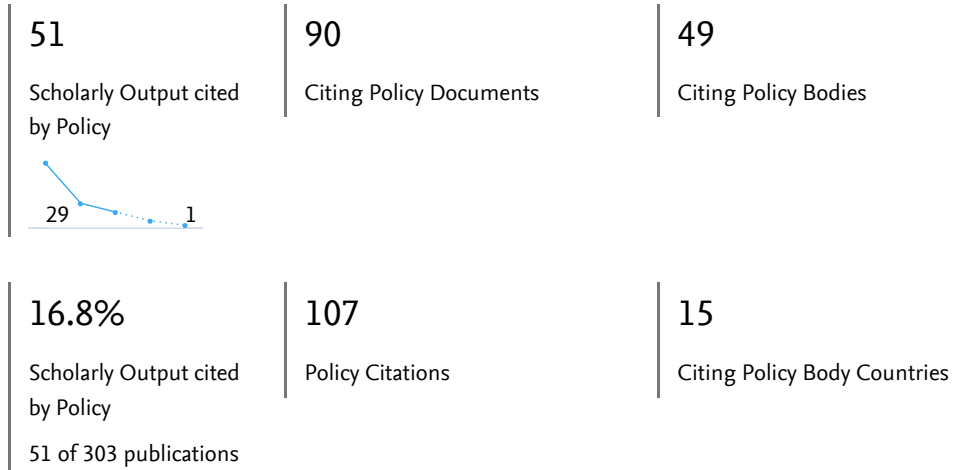 51
Scholarly Output cited
by Policy
29
1
90
Citing Policy Documents
49
Citing Policy Bodies
16.8%
Scholarly Output cited
by Policy
51 of 303 publications
107
Policy Citations
15
Citing Policy Body Countries